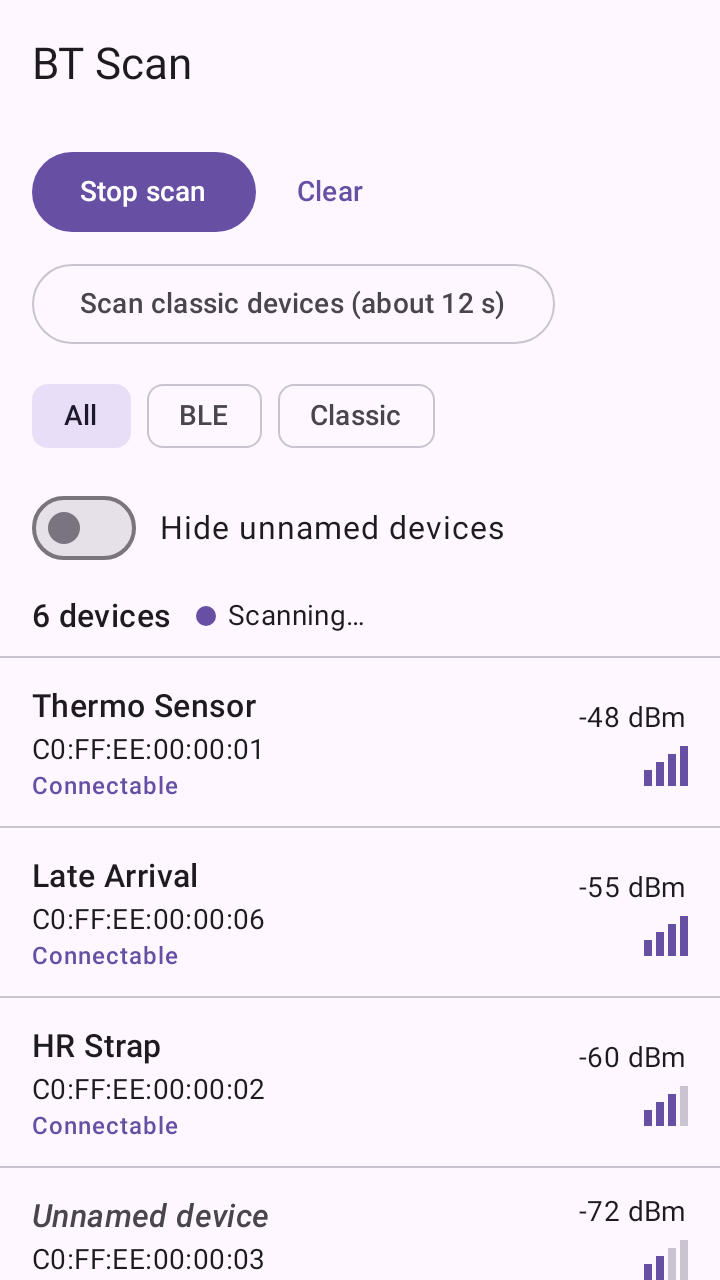 BT Scan
Stop scan
Clear
Scan classic devices (about 12 s)
All
BLE
Classic
Hide unnamed devices
6 devices
Scanning…
Thermo Sensor
-48 dBm
C0:FF:EE:00:00:01
Connectable
Late Arrival
-55 dBm
C0:FF:EE:00:00:06
Connectable
HR Strap
-60 dBm
C0:FF:EE:00:00:02
Connectable
Unnamed device
-72 dBm
C0:FF:EE:00:00:03